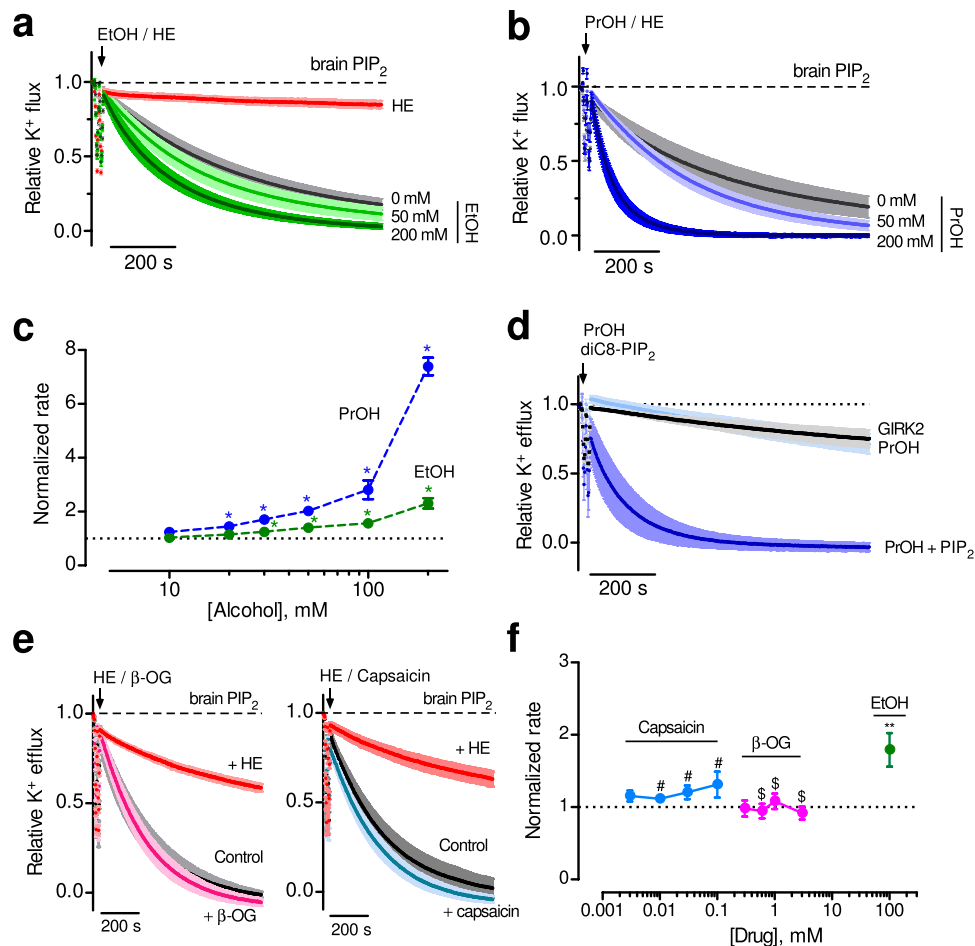 a
EtOH / HE
brain PIP2
1.0
0.5
0.0
Relative K+ flux
HE
0 mM
50 mM
200 mM
EtOH
200 s
b
PrOH / HE
brain PIP2
1.0
0.5
0.0
Relative K+ flux
0 mM
50 mM
200 mM
PrOH
200 s
c
8
6
4
2
0
Normalized rate
PrOH
EtOH
* * * * *
* * * *
10
100
[Alcohol], mM
d
PrOH
diC8-PIP2
1.0
0.5
0.0
Relative K+ efflux
GIRK2
PrOH
PrOH + PIP2
200 s
e
HE / β-OG
brain PIP2
1.0
0.5
0.0
Relative K+ efflux
+ HE
Control
+ β-OG
200 s
HE / Capsaicin
brain PIP2
1.0
0.5
0.0
+ HE
Control
+ capsaicin
200 s
f
3
2
1
0
Normalized rate
Capsaicin
# # #
β-OG
$ $ $
EtOH
**
0.001
0.01
0.1
1
10
100
[Drug], mM